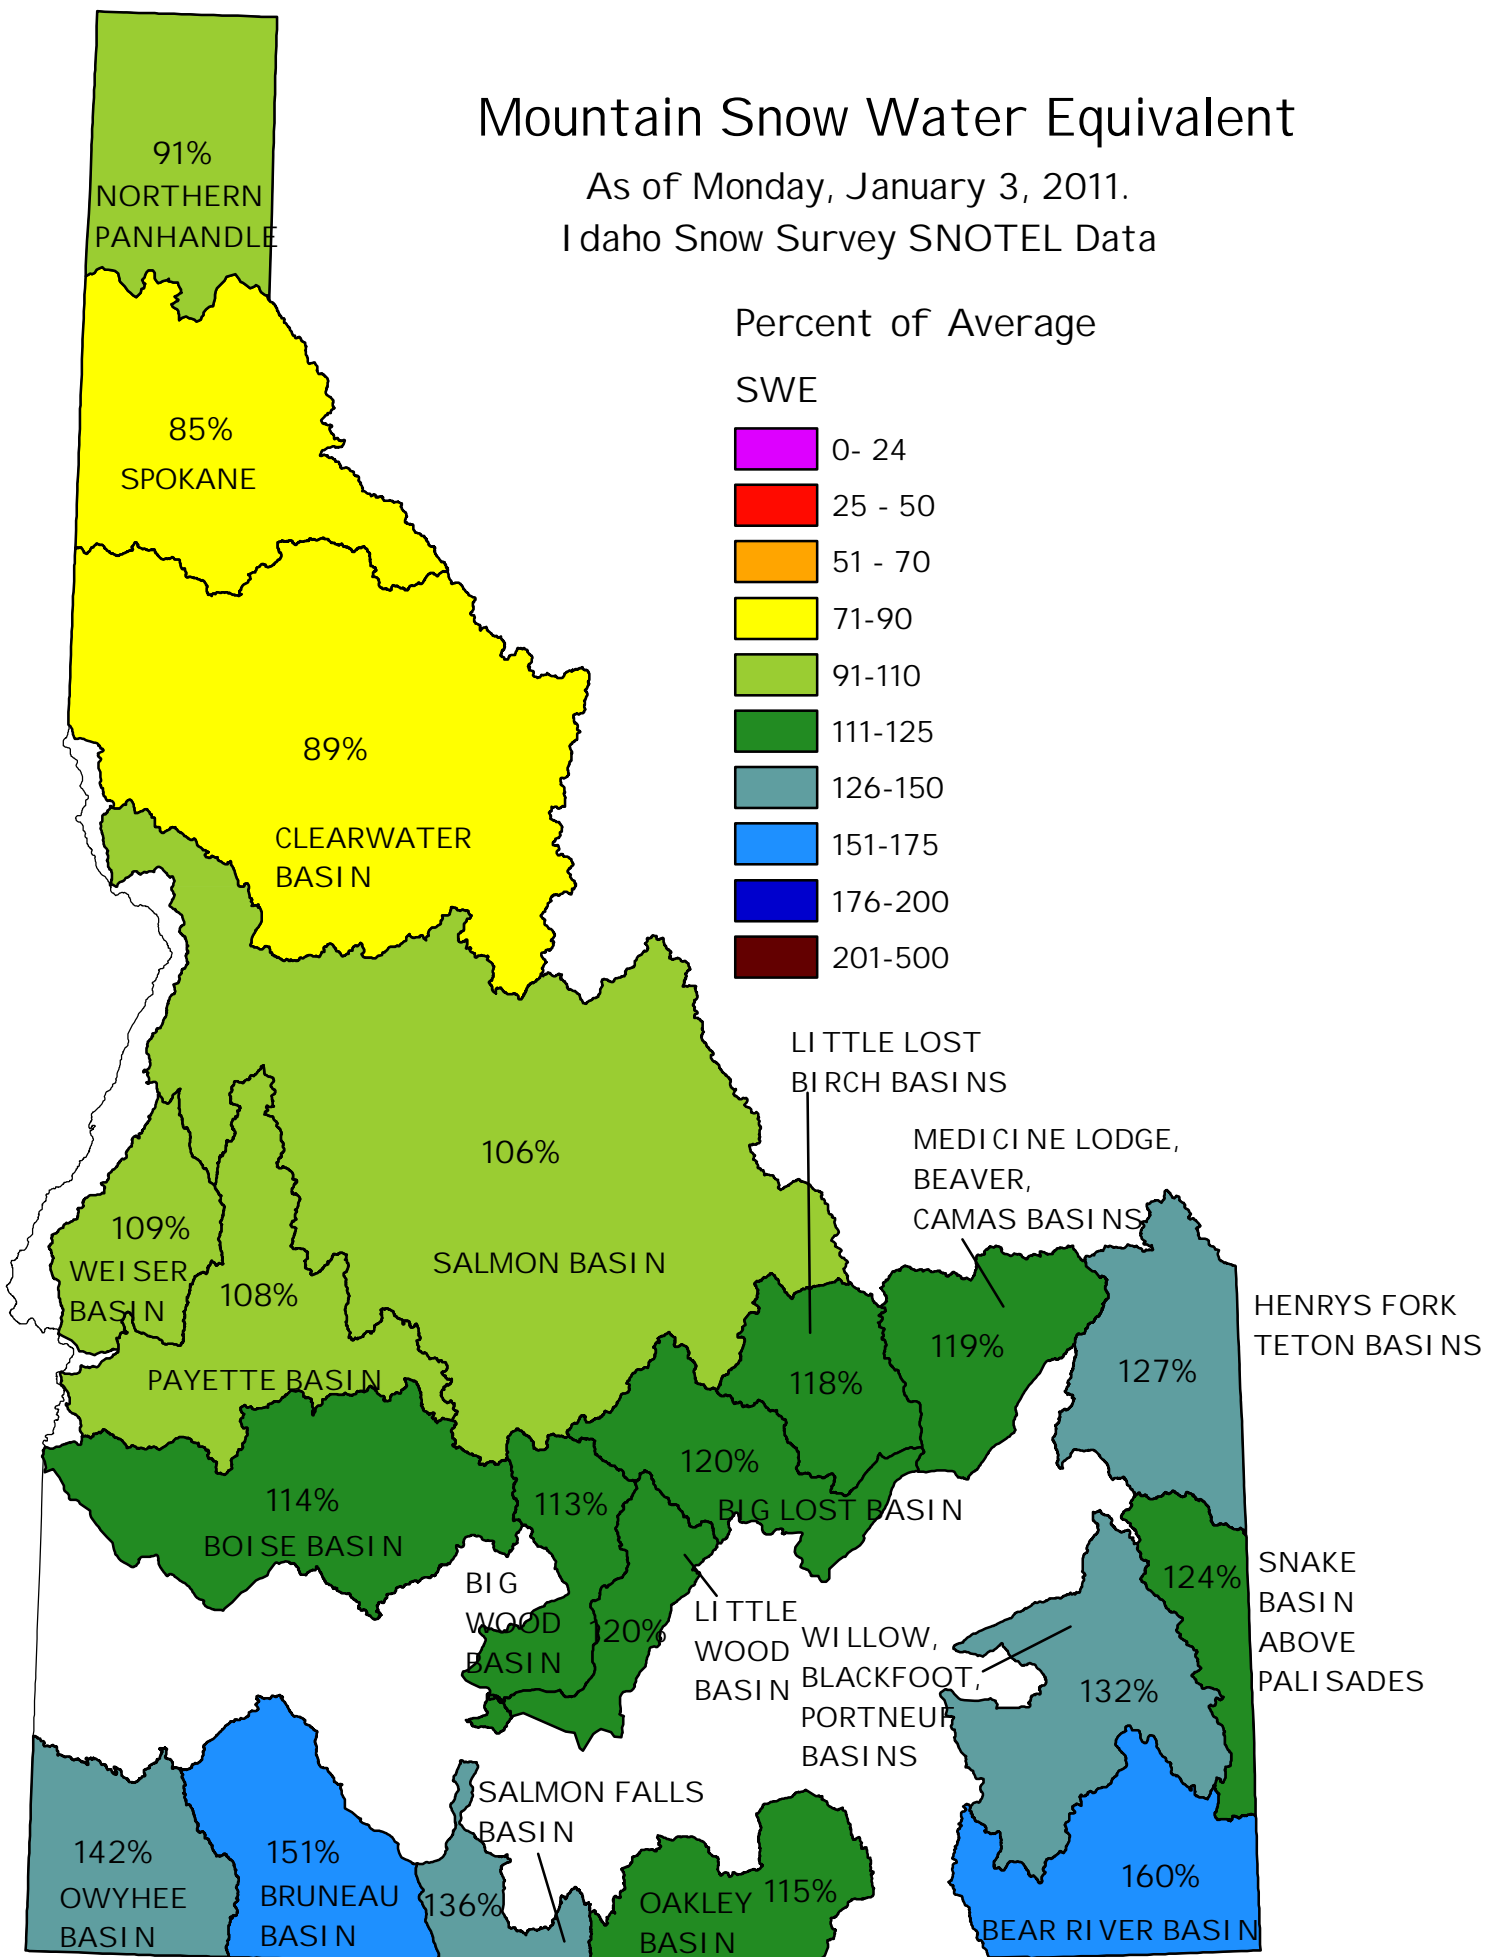 Mountain Snow Water Equivalent
As of Monday, January 3, 2011.
Idaho Snow Survey SNOTEL Data
Percent of Average
SWE
0- 24
25 - 50
51 - 70
71-90
91-110
111-125
126-150
151-175
176-200
201-500
91%
NORTHERN
PANHANDLE
85%
SPOKANE
89%
CLEARWATER
BASIN
106%
SALMON BASIN
109%
WEISER
BASIN
108%
PAYETTE BASIN
LITTLE LOST
BIRCH BASINS
118%
MEDICINE LODGE,
BEAVER,
CAMAS BASINS
119%
HENRYS FORK
TETON BASINS
127%
120%
BIG LOST BASIN
114%
BOISE BASIN
113%
BIG
WOOD
BASIN
120%
LITTLE
WOOD
BASIN
WILLOW,
BLACKFOOT,
PORTNEUF
BASINS
132%
124%
SNAKE
BASIN
ABOVE
PALISADES
142%
OWYHEE
BASIN
151%
BRUNEAU
BASIN
SALMON FALLS
BASIN
136%
OAKLEY
BASIN
115%
160%
BEAR RIVER BASIN